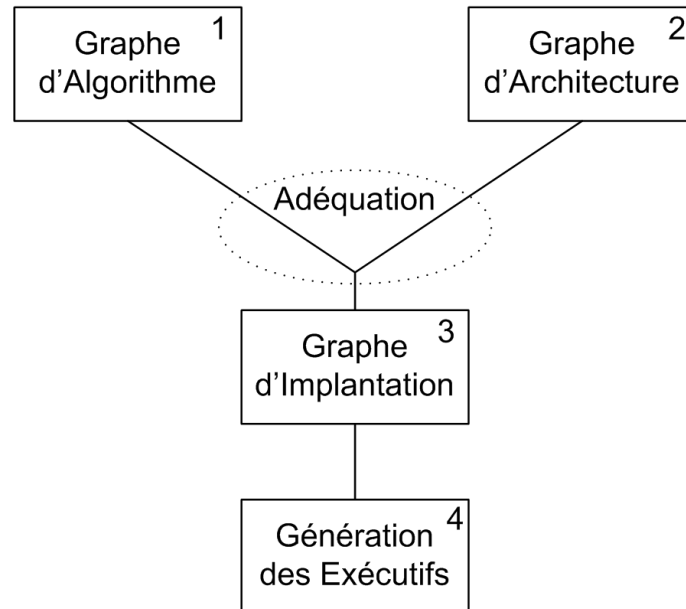 Graphe 1
d'Algorithme
Graphe 2
d'Architecture
Adéquation
Graphe 3
d'Implantation
Génération 4
des Exécutifs